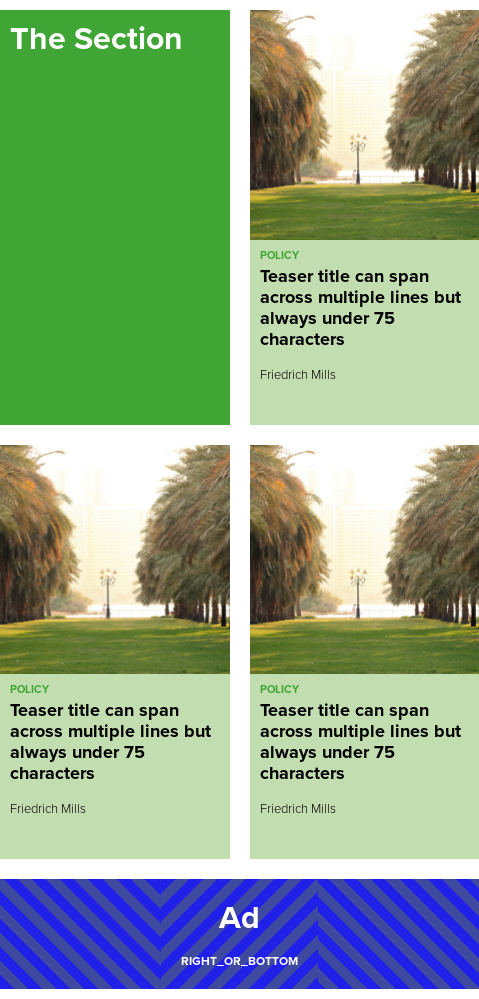 The Section
POLICY
Teaser title can span
across multiple lines but
always under 75
characters
Friedrich Mills
POLICY
Teaser title can span
across multiple lines but
always under 75
characters
Friedrich Mills
POLICY
Teaser title can span
across multiple lines but
always under 75
characters
Friedrich Mills
Ad
RIGHT_OR_BOTTOM